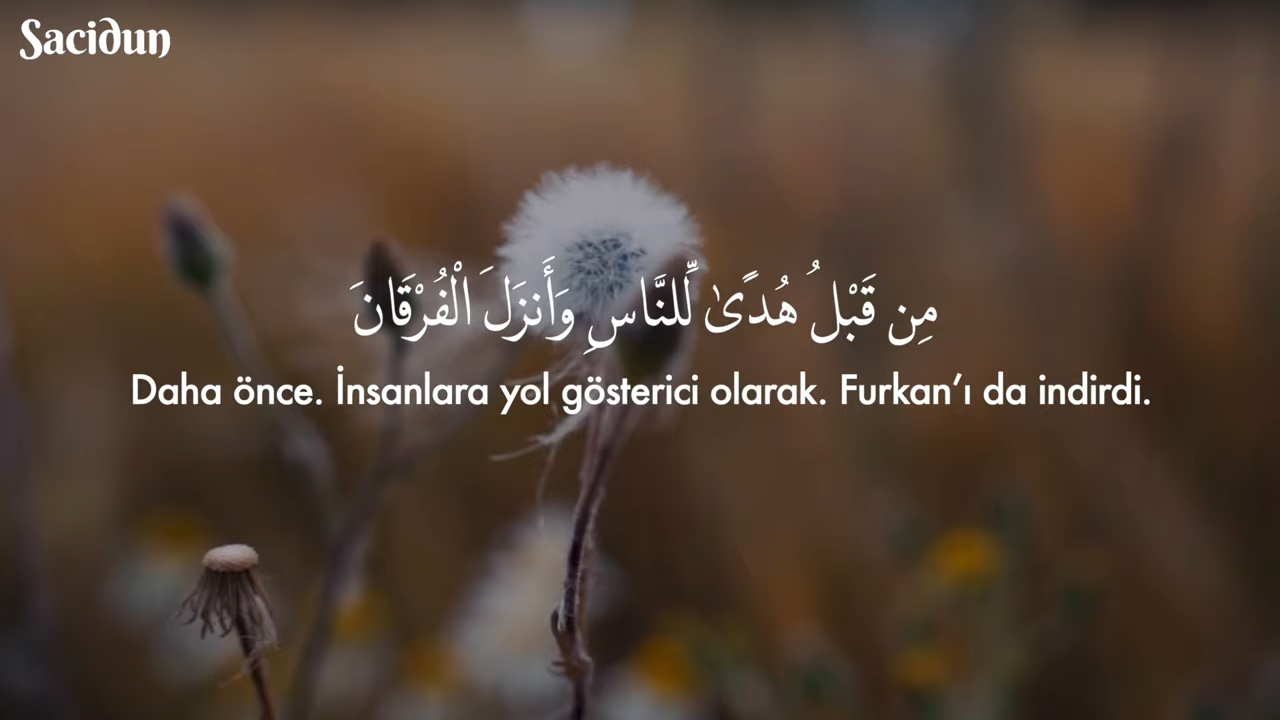 Sacidun
مِن قَبْلُ هُدًىٰ لِّلنَّاسِ وَأَنزَلَ الْفُرْقَانَ
Daha önce. İnsanlara yol gösterici olarak. Furkan’ı da indirdi.